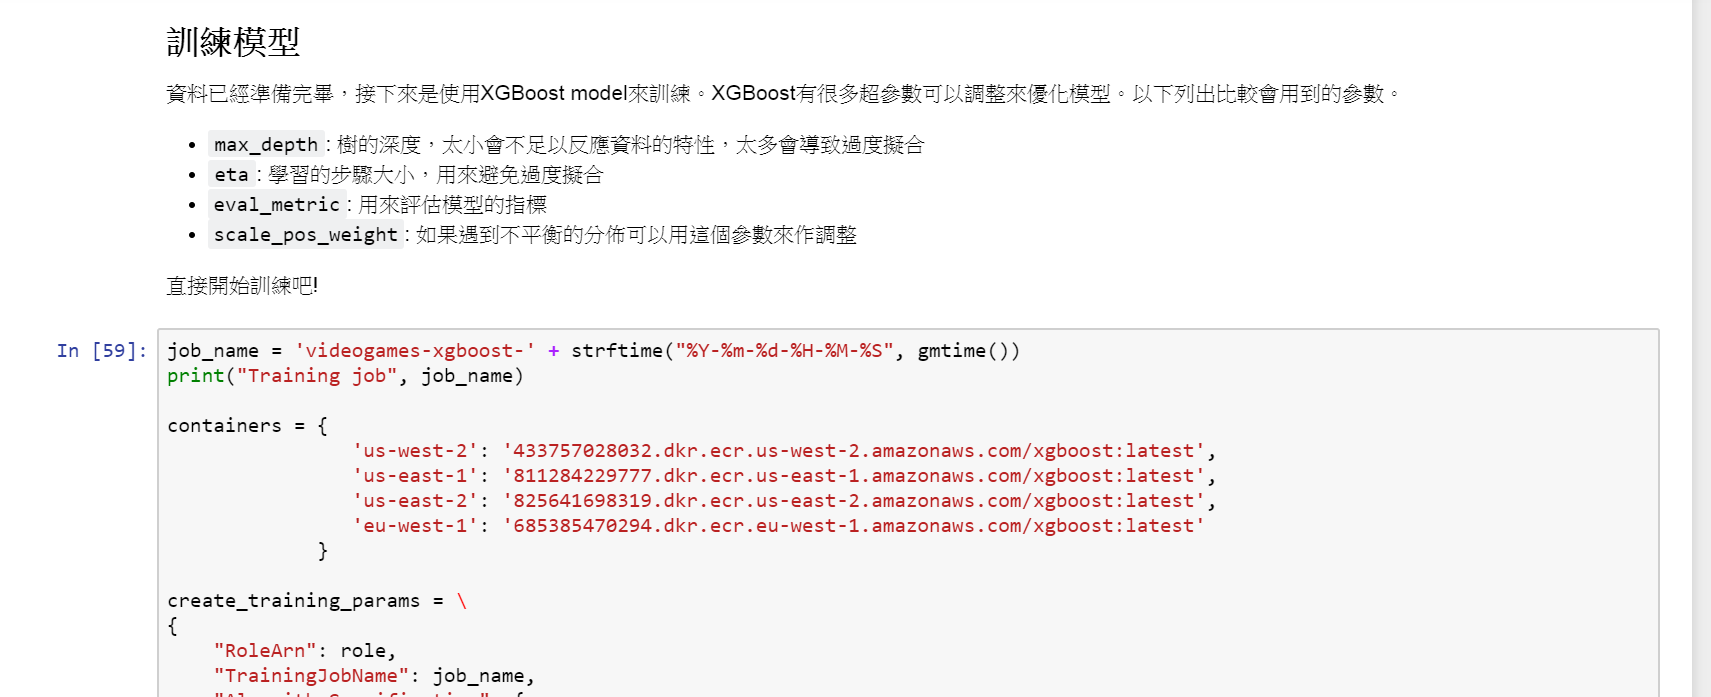 訓練模型
資料已經準備完畢，接下來是使用XGBoost model來訓練。XGBoost有很多超參數可以調整來優化模型。以下列出比較會用到的參數。
• max_depth : 樹的深度，太小會不足以反應資料的特性，太多會導致過度擬合
• eta : 學習的步驟大小，用來避免過度擬合
• eval_metric : 用來評估模型的指標
• scale_pos_weight : 如果遇到不平衡的分佈可以用這個參數來作調整
直接開始訓練吧!
In [59]: job_name = 'videogames-xgboost-' + strftime("%Y-%m-%d-%H-%M-%S", gmtime())
print("Training job", job_name)
containers = {
'us-west-2': '433757028032.dkr.ecr.us-west-2.amazonaws.com/xgboost:latest',
'us-east-1': '811284229777.dkr.ecr.us-east-1.amazonaws.com/xgboost:latest',
'us-east-2': '825641698319.dkr.ecr.us-east-2.amazonaws.com/xgboost:latest',
'eu-west-1': '685385470294.dkr.ecr.eu-west-1.amazonaws.com/xgboost:latest'
}
create_training_params = \
{
"RoleArn": role,
"TrainingJobName": job_name,